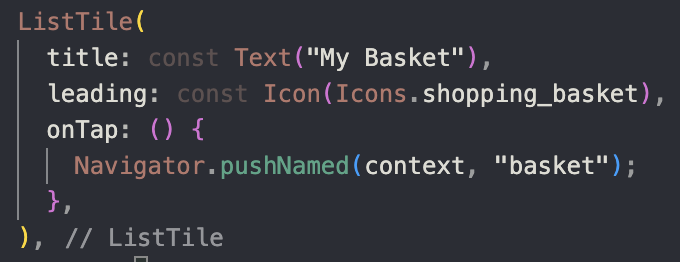 ListTile(
title: const Text("My Basket"),
leading: const Icon(Icons.shopping_basket),
onTap: () {
Navigator.pushNamed(context, "basket");
},
), // ListTile